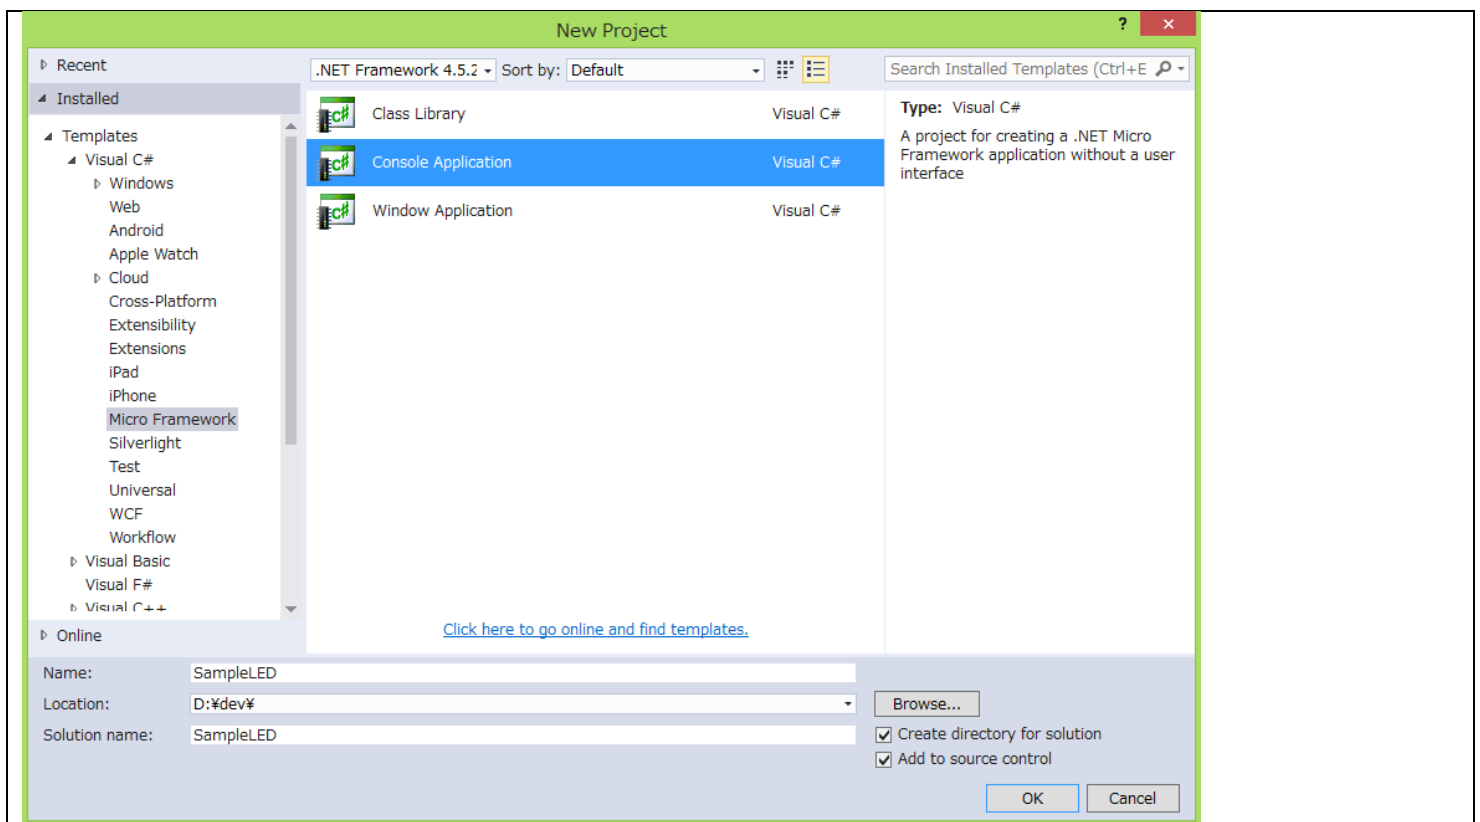 New Project
?
Recent
Installed
Templates
Visual C#
Windows
Web
Android
Apple Watch
Cloud
Cross-Platform
Extensibility
Extensions
iPad
iPhone
Micro Framework
Silverlight
Test
Universal
WCF
Workflow
Visual Basic
Visual F#
Visual C++
Online
.NET Framework 4.5.2 Sort by: Default
Class Library Visual C#
Console Application Visual C#
Window Application Visual C#
Click here to go online and find templates.
Search Installed Templates (Ctrl+E
Type: Visual C#
A project for creating a .NET Micro
Framework application without a user
interface
Name: SampleLED
Location: D:¥dev¥ Browse...
Solution name: SampleLED Create directory for solution
Add to source control
OK Cancel